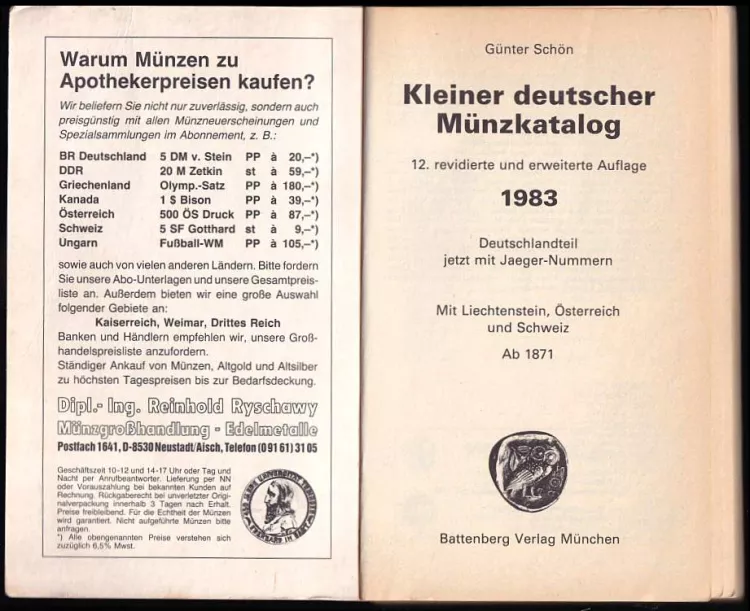 Warum Münzen zu
Apothekerpreisen kaufen?
Wir beliefern Sie nicht nur zuverlässig, sondern auch
preisgünstig mit allen Münzneuerscheinungen und
Spezialsammlungen im Abonnement, z. B.:
BR Deutschland 5 DM v. Stein PP à 20,–*)
DDR 20 M Zetkin st à 59,–*)
Griechenland Olymp.-Satz PP à 180,–*)
Kanada 1 $ Bison PP à 39,–*)
Österreich 500 ÖS Druck PP à 87,–*)
Schweiz 5 SF Gotthard st à 9,–*)
Ungarn Fußball-WM PP à 105,–*)
sowie auch von vielen anderen Ländern. Bitte fordern
Sie unsere Abo-Unterlagen und unsere Gesamtpreis-
liste an. Außerdem bieten wir eine große Auswahl
folgender Gebiete an:
Kaiserreich, Weimar, Drittes Reich
Banken und Händlern empfehlen wir, unsere Groß-
handelspreisliste anzufordern.
Ständiger Ankauf von Münzen, Altgold und Altsilber
zu höchsten Tagespreisen bis zur Bedarfsdeckung.
Dipl.- Ing. Reinhold Ryschawy
Münzgroßhandlung - Edelmetalle
Postfach 1641, D-8530 Neustadt/Aisch, Telefon (0 91 61) 31 05
Geschäftszeit 10–12 und 14-17 Uhr oder Tag und
Nacht per Anrufbeantworter. Lieferung per NN
oder Vorauszahlung bei bekannten Kunden auf
Rechnung. Rückgaberecht bei unverletzter Origi-
nalverpackung innerhalb 3 Tagen nach Erhalt.
Preise freibleibend. Für die Echtheit der Münzen
wird garantiert. Nicht aufgeführte Münzen bitte
anfragen.
*) Alle obengenannten Preise verstehen sich
zuzüglich 6,5% Mwst.
Günter Schön
Kleiner deutscher
Münzkatalog
12. revidierte und erweiterte Auflage
1983
Deutschlandteil
jetzt mit Jaeger-Nummern
Mit Liechtenstein, Österreich
und Schweiz
Ab 1871
Battenberg Verlag München